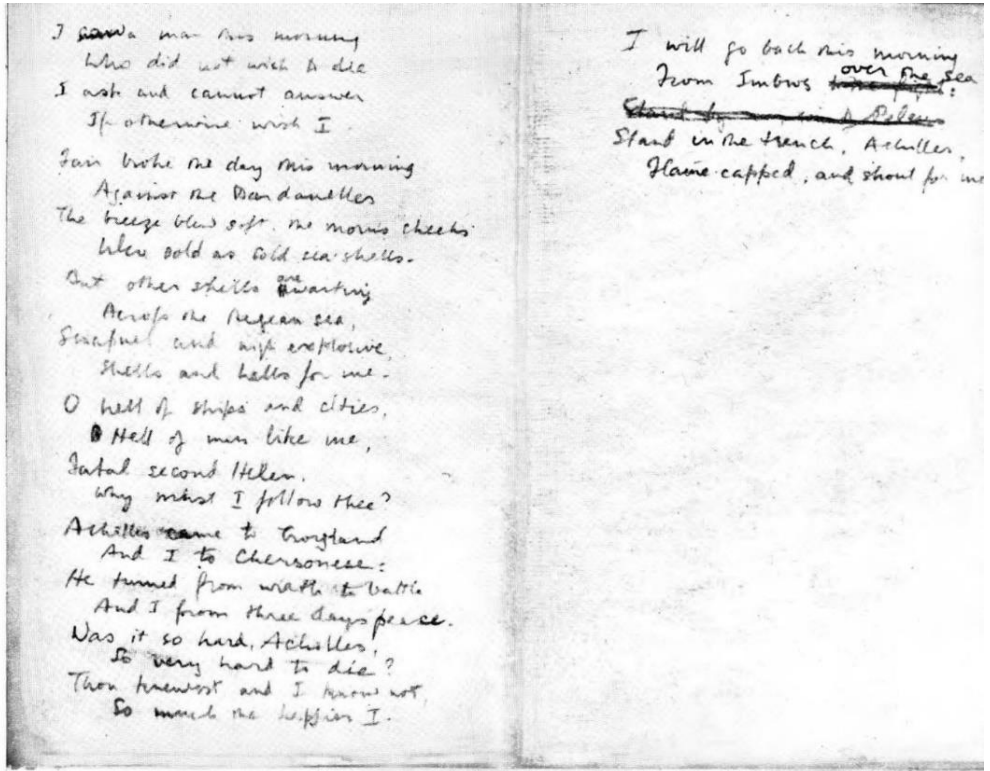 I saw a man this morning
Who did not wish to die
I ask and cannot answer
If otherwise wish I.
Fair broke the day this morning
Against the Dardanelles
The breeze blew soft, the morn's cheeks
Were cold as cold sea-shells.
But other shells are waiting
Across the Aegean sea,
Shrapnel and high explosive,
Shells and hells for me.
O hell of ships and cities,
Hell of men like me,
Fatal second Helen,
Why must I follow thee?
Achilles came to Troyland
And I to Chersonese:
He turned from wrath to battle
And I from three days peace.
Was it so hard, Achilles,
So very hard to die?
Thou knewest and I know not,
So much the happier I.
I will go back this morning
From Imbros over the sea
Stand in the trench, Achilles,
Flame-capped, and shout for me